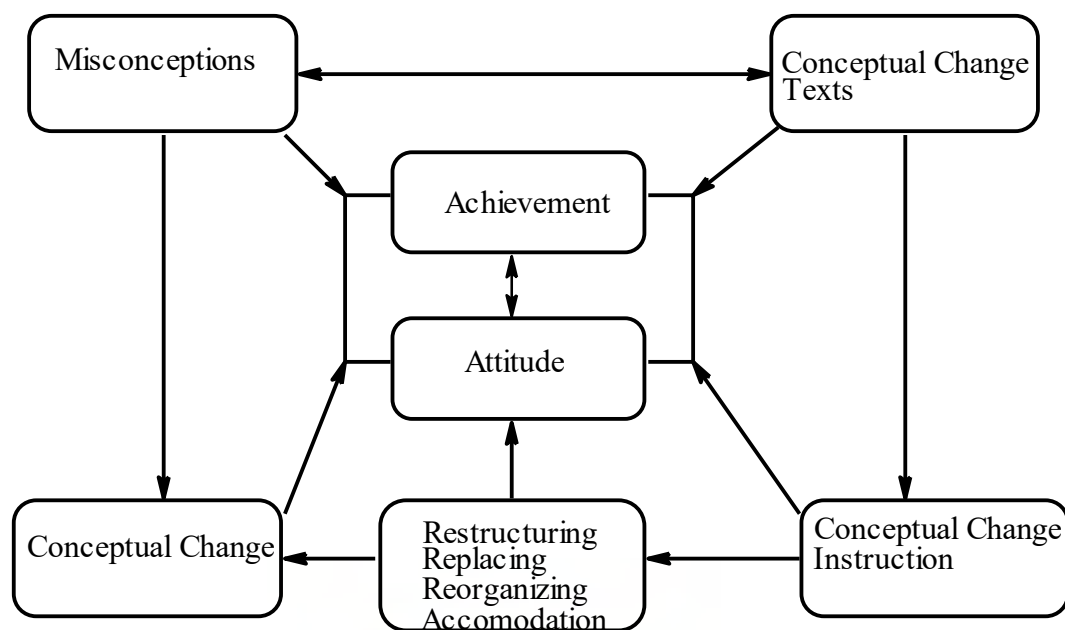 Misconceptions
Conceptual Change
Texts
Achievement
Attitude
Conceptual Change
Restructuring
Replacing
Reorganizing
Accomodation
Conceptual Change
Instruction